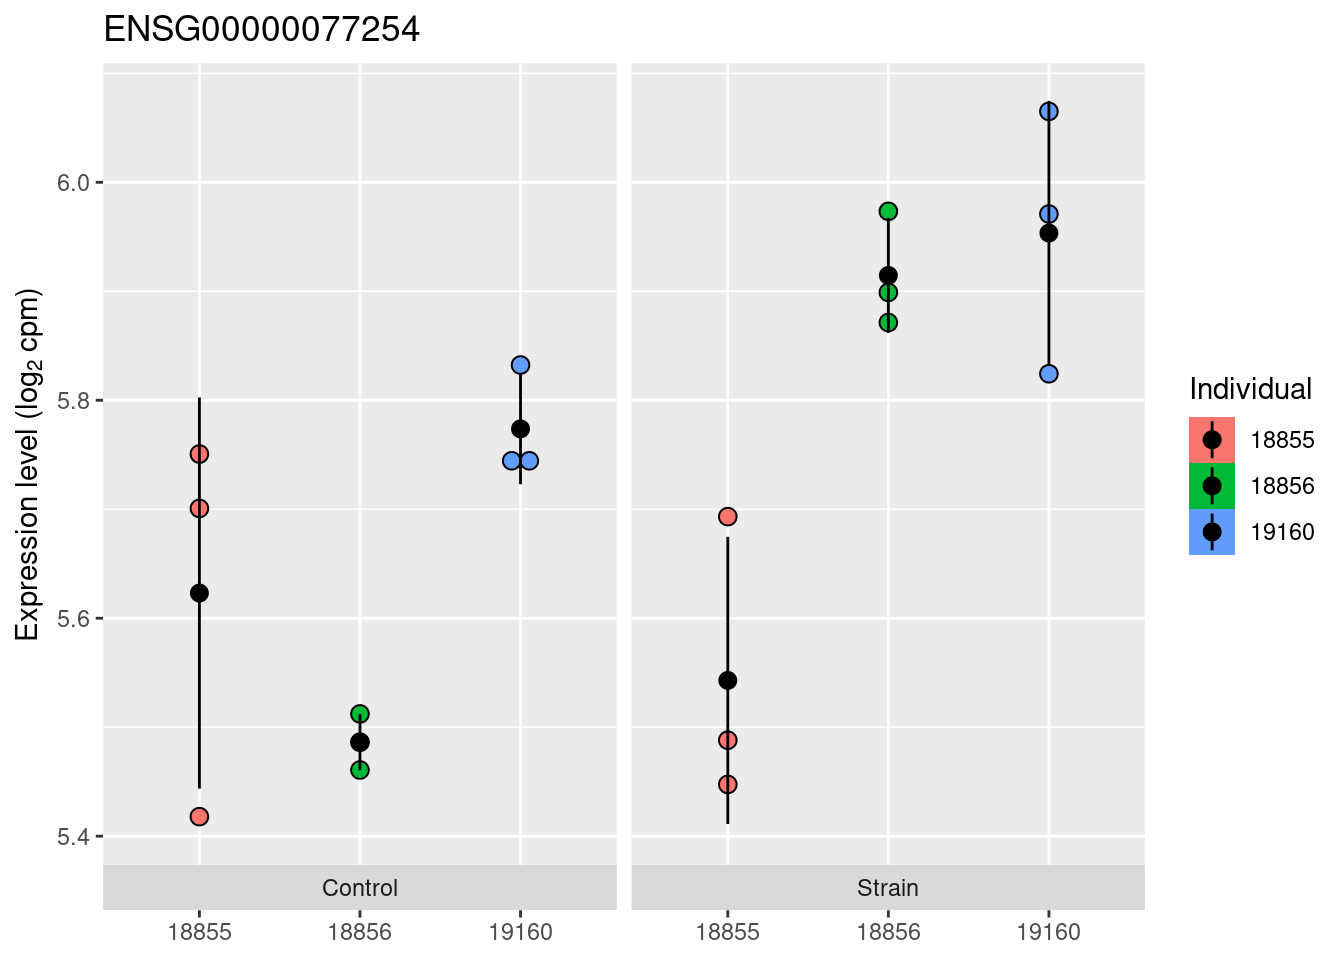 ENSG00000077254
Expression level (log₂ cpm)
6.0
5.8
5.6
5.4
Control
Strain
18855
18856
19160
18855
18856
19160
Individual
18855
18856
19160